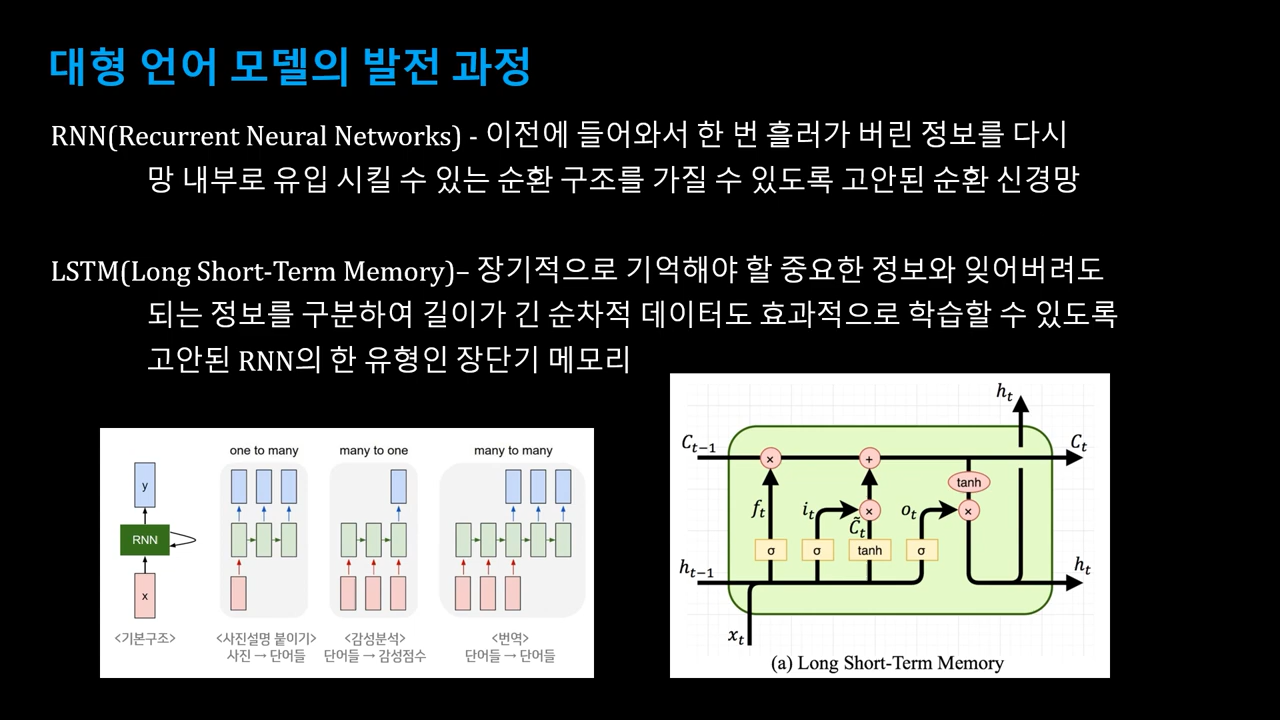 대형 언어 모델의 발전 과정
RNN(Recurrent Neural Networks) - 이전에 들어와서 한 번 흘러가 버린 정보를 다시
망 내부로 유입 시킬 수 있는 순환 구조를 가질 수 있도록 고안된 순환 신경망
LSTM(Long Short-Term Memory)– 장기적으로 기억해야 할 중요한 정보와 잊어버려도
되는 정보를 구분하여 길이가 긴 순차적 데이터도 효과적으로 학습할 수 있도록
고안된 RNN의 한 유형인 장단기 메모리
one to many
many to one
many to many
y
RNN
x
<기본구조>
<사진설명 붙이기>
사진 → 단어들
<감성분석>
단어들 → 감성점수
<번역>
단어들 → 단어들
hₜ
Cₜ₋₁
Cₜ
×
+
tanh
fₜ
iₜ
×
C̃ₜ
oₜ
×
σ
σ
tanh
σ
hₜ₋₁
hₜ
xₜ
(a) Long Short-Term Memory